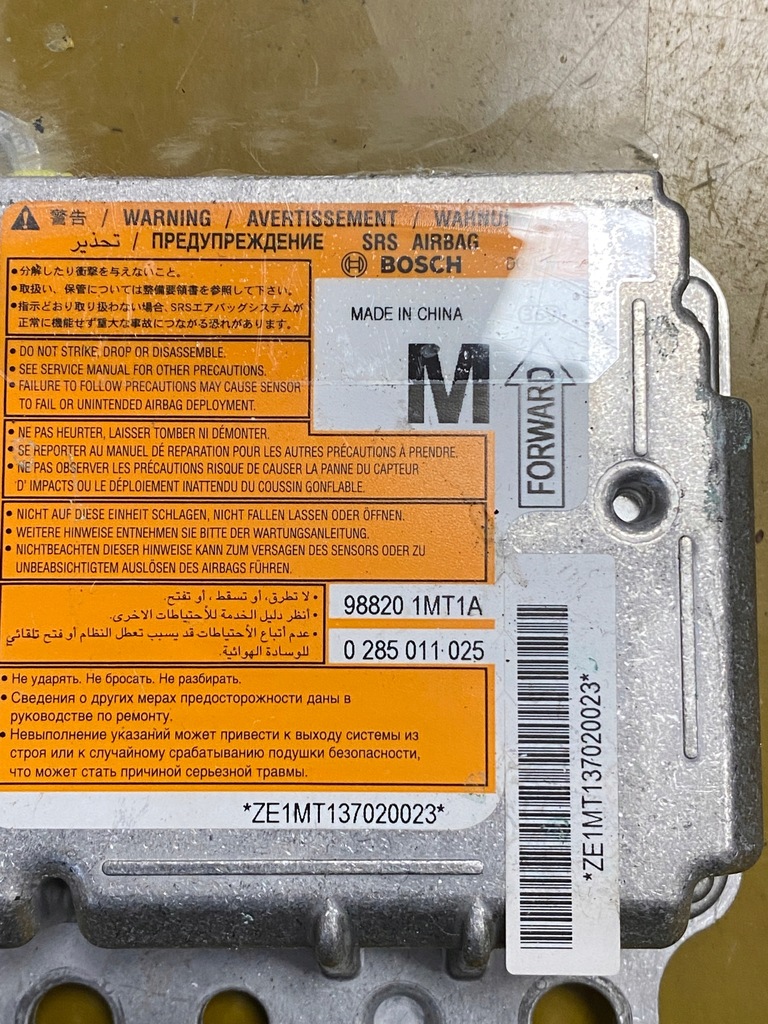 警告 / WARNING / AVERTISSEMENT / WAHNU
تحذير / ПРЕДУПРЕЖДЕНИЕ SRS AIRBAG
BOSCH
•分解したり衝撃を与えないこと。
•取扱い、保管については整備要領書を参照して下さい。
•指示どおり取り扱わない場合、SRSエアバッグシステムが
正常に機能せず重大な事故につながる恐れがあります。
MADE IN CHINA
M
FORWARD
• DO NOT STRIKE, DROP OR DISASSEMBLE.
• SEE SERVICE MANUAL FOR OTHER PRECAUTIONS.
• FAILURE TO FOLLOW PRECAUTIONS MAY CAUSE SENSOR
TO FAIL OR UNINTENDED AIRBAG DEPLOYMENT.
• NE PAS HEURTER, LAISSER TOMBER NI DÉMONTER.
• SE REPORTER AU MANUEL DE REPARATION POUR LES AUTRES PRÉCAUTIONS À PRENDRE.
• NE PAS OBSERVER LES PRÉCAUTIONS RISQUE DE CAUSER LA PANNE DU CAPTEUR
'D' IMPACTS OU LE DÉPLOIEMENT INATTENDU DU COUSSIN GONFLABLE.
• NICHT AUF DIESE EINHEIT SCHLAGEN, NICHT FALLEN LASSEN ODER ÖFFNEN.
• WEITERE HINWEISE ENTNEHMEN SIE BITTE DER WARTUNGSANLEITUNG.
• NICHTBEACHTEN DIESER HINWEISE KANN ZUM VERSAGEN DES SENSORS ODER ZU
UNBEABSICHTIGTEM AUSLÖSEN DES AIRBAGS FÜHREN.
• لا تطرق، أو تسقط، أو تفتح.
• أنظر دليل الخدمة للأحتياطات الاخرى.
• عدم أتباع الأحتياطات قد يسبب تعطل النظام أو فتح تلقائي
للوسادة الهوائية.
98820 1MT1A
0 285 011 025
• Не ударять. Не бросать. Не разбирать.
• Сведения о других мерах предосторожности даны в
руководстве по ремонту.
• Невыполнение указаний может привести к выходу системы из
строя или к случайному срабатыванию подушки безопасности,
что может стать причиной серьезной травмы.
*ZE1MT137020023*
*ZE1MT137020023*